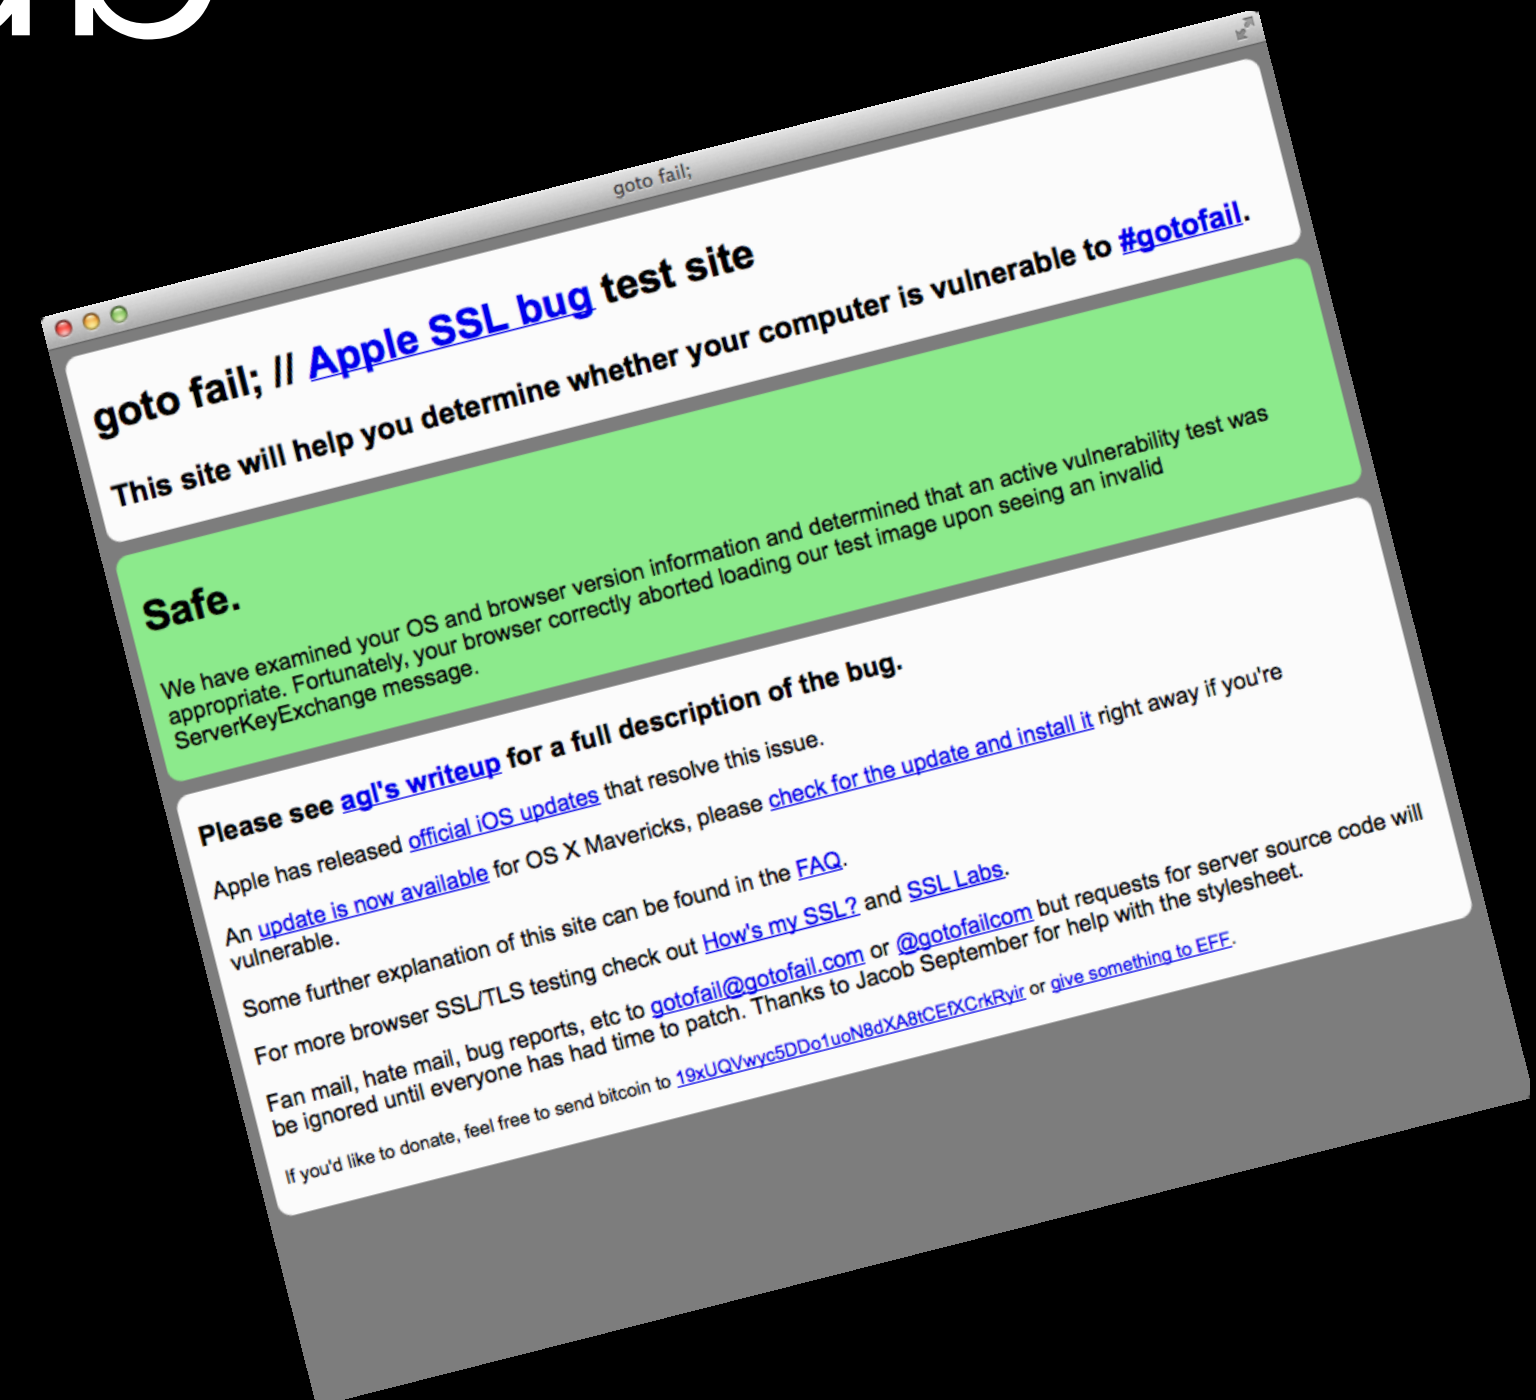 goto fail;
goto fail; // Apple SSL bug test site
This site will help you determine whether your computer is vulnerable to #gotofail.
Safe.
We have examined your OS and browser version information and determined that an active vulnerability test was
appropriate. Fortunately, your browser correctly aborted loading our test image upon seeing an invalid
ServerKeyExchange message.
Please see agl's writeup for a full description of the bug.
Apple has released official iOS updates that resolve this issue.
An update is now available for OS X Mavericks, please check for the update and install it right away if you're
vulnerable.
Some further explanation of this site can be found in the FAQ.
For more browser SSL/TLS testing check out How's my SSL? and SSL Labs.
Fan mail, hate mail, bug reports, etc to gotofail@gotofail.com or @gotofailcom but requests for server source code will
be ignored until everyone has had time to patch. Thanks to Jacob September for help with the stylesheet.
If you'd like to donate, feel free to send bitcoin to 19xUQVwyc5DDo1uoN8dXA8tCEfXCrkRyir or give something to EFF.